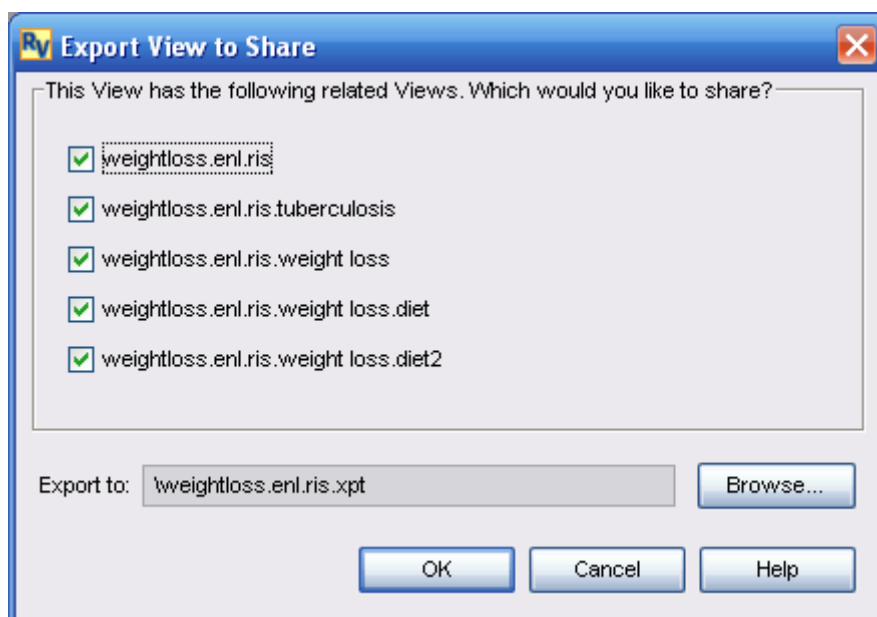 RV Export View to Share
This View has the following related Views. Which would you like to share?
weightloss.enl.ris
weightloss.enl.ris.tuberculosis
weightloss.enl.ris.weight loss
weightloss.enl.ris.weight loss.diet
weightloss.enl.ris.weight loss.diet2
Export to: \weightloss.enl.ris.xpt Browse...
OK Cancel Help